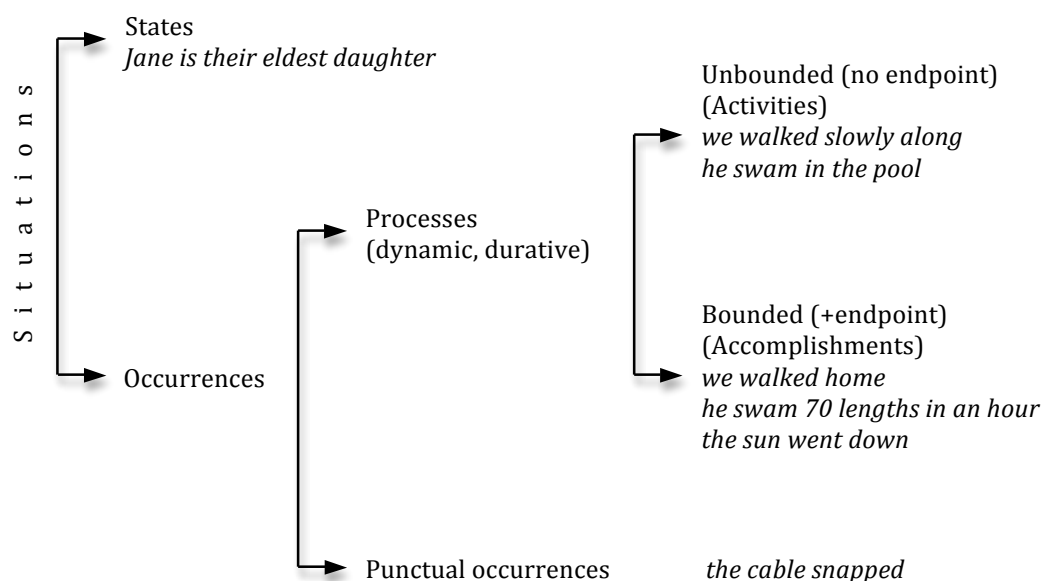 Situations
States
Jane is their eldest daughter
Occurrences
Processes
(dynamic, durative)
Unbounded (no endpoint)
(Activities)
we walked slowly along
he swam in the pool
Bounded (+endpoint)
(Accomplishments)
we walked home
he swam 70 lengths in an hour
the sun went down
Punctual occurrences
the cable snapped